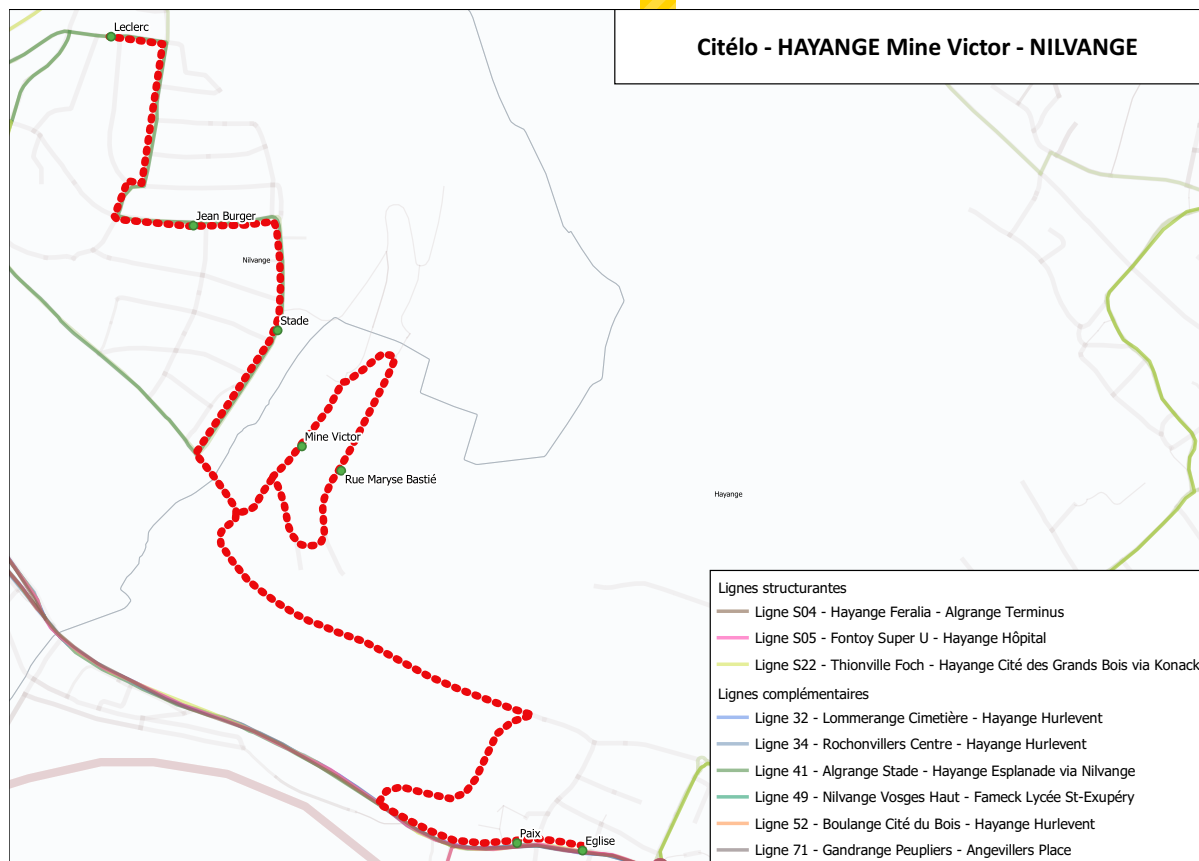 Citélo - HAYANGE Mine Victor - NILVANGE
Leclerc
Jean Burger
Nilvange
Stade
Mine Victor
Rue Maryse Bastié
Hayange
Paix
Eglise
Lignes structurantes
Ligne S04 - Hayange Feralia - Algrange Terminus
Ligne S05 - Fontoy Super U - Hayange Hôpital
Ligne S22 - Thionville Foch - Hayange Cité des Grands Bois via Konack
Lignes complémentaires
Ligne 32 - Lommerange Cimetière - Hayange Hurlevent
Ligne 34 - Rochonvillers Centre - Hayange Hurlevent
Ligne 41 - Algrange Stade - Hayange Esplanade via Nilvange
Ligne 49 - Nilvange Vosges Haut - Fameck Lycée St-Exupéry
Ligne 52 - Boulange Cité du Bois - Hayange Hurlevent
Ligne 71 - Gandrange Peupliers - Angevillers Place